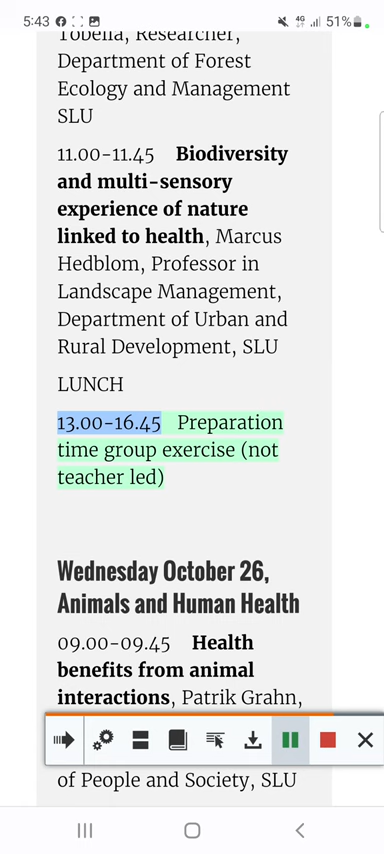 5:43 4G 51%
Tobella, Researcher,
Department of Forest
Ecology and Management
SLU
11.00-11.45 Biodiversity
and multi-sensory
experience of nature
linked to health, Marcus
Hedblom, Professor in
Landscape Management,
Department of Urban and
Rural Development, SLU
LUNCH
13.00-16.45 Preparation
time group exercise (not
teacher led)
Wednesday October 26,
Animals and Human Health
09.00-09.45 Health
benefits from animal
interactions, Patrik Grahn,
of People and Society, SLU